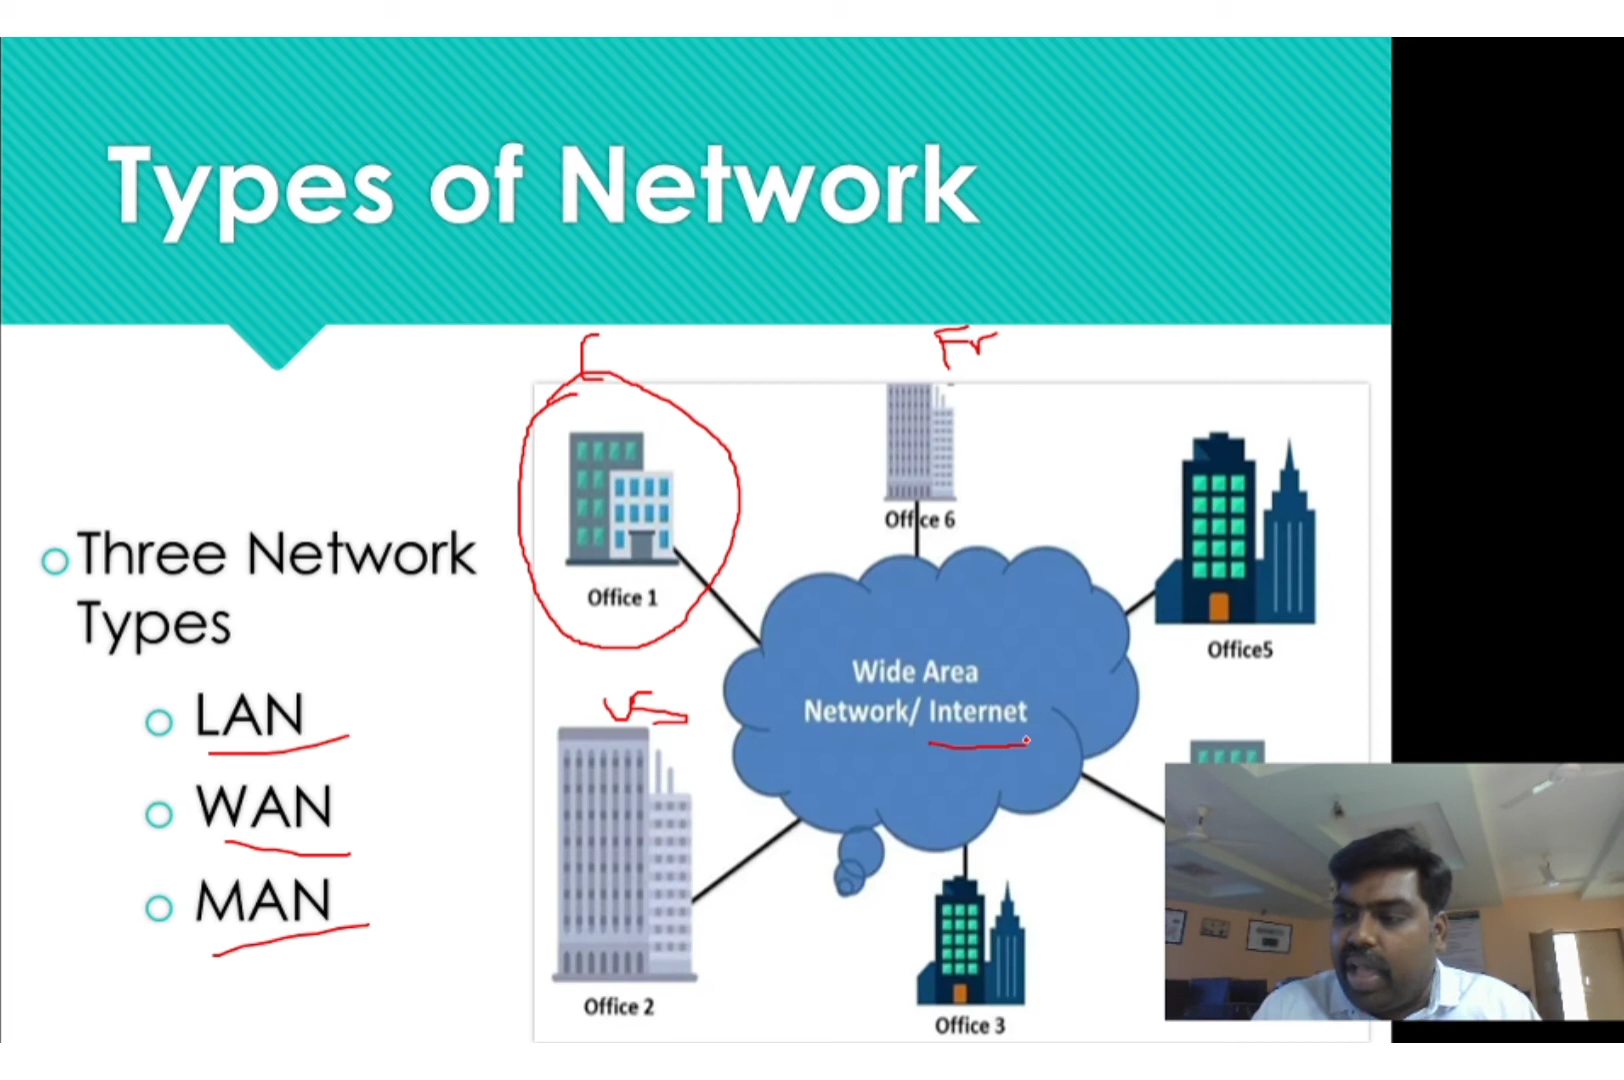 Types of Network
Fr
Three Network
Types
LAN
WAN
MAN
Office 1
Office 6
Office5
Wide Area
Network/ Internet
Office 2
Office 3